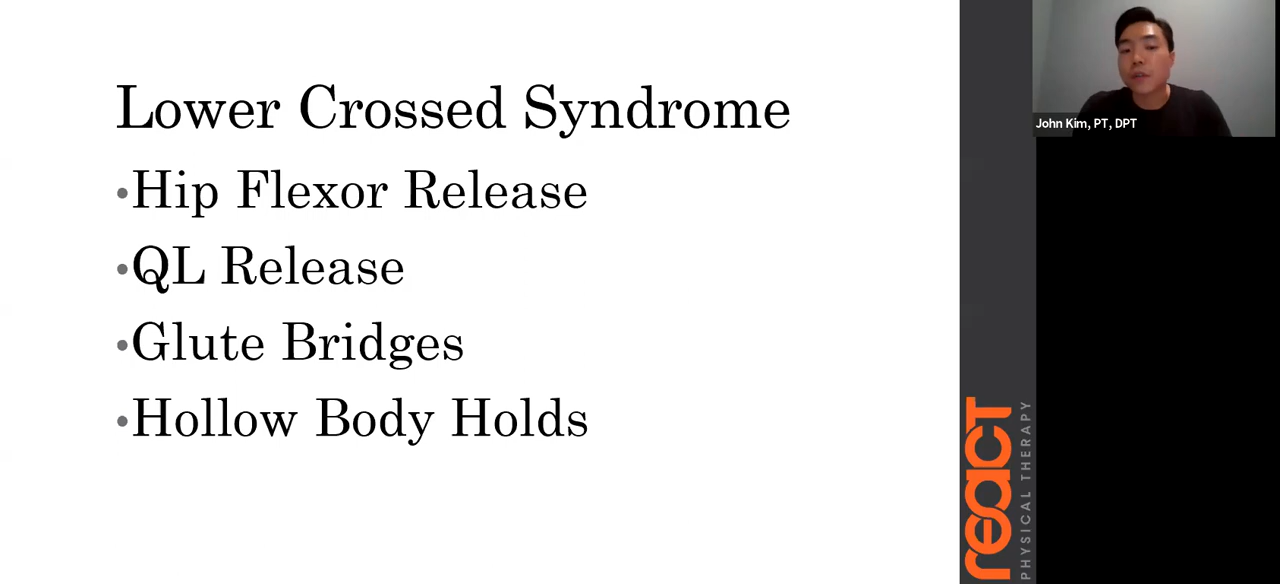 Lower Crossed Syndrome
•Hip Flexor Release
•QL Release
•Glute Bridges
•Hollow Body Holds
John Kim, PT, DPT
react
PHYSICAL THERAPY